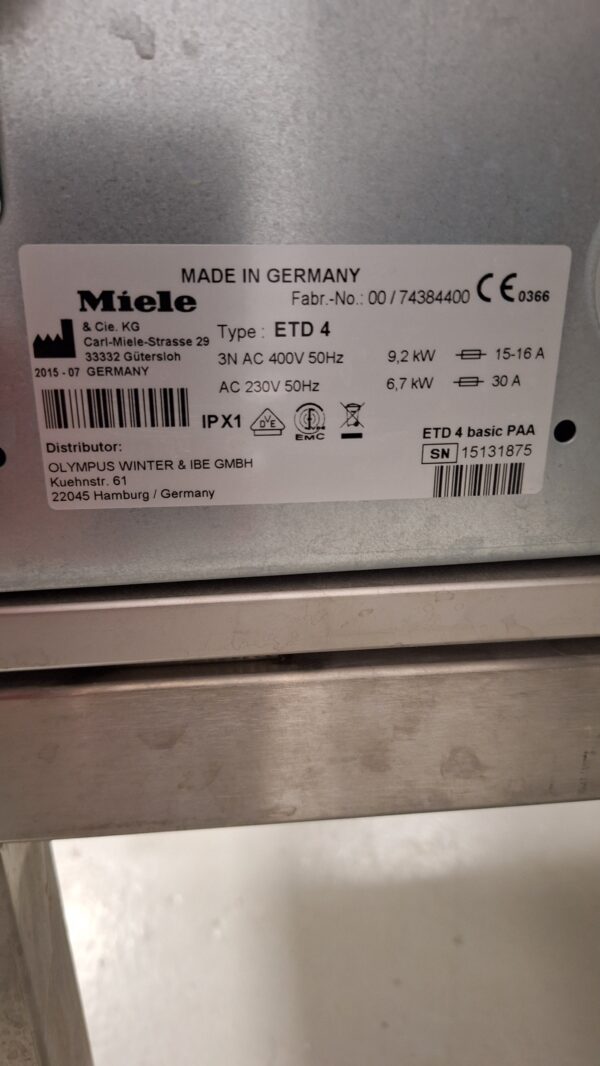 MADE IN GERMANY
Miele
Fabr.-No.: 00 / 74384400
CE 0366
& Cie. KG
Carl-Miele-Strasse 29
33332 Gütersloh
2015 - 07 GERMANY
Type : ETD 4
3N AC 400V 50Hz 9,2 kW 15-16 A
AC 230V 50Hz 6,7 kW 30 A
IPX1
DVE
EMC
ETD 4 basic PAA
SN 15131875
Distributor:
OLYMPUS WINTER & IBE GMBH
Kuehnstr. 61
22045 Hamburg / Germany